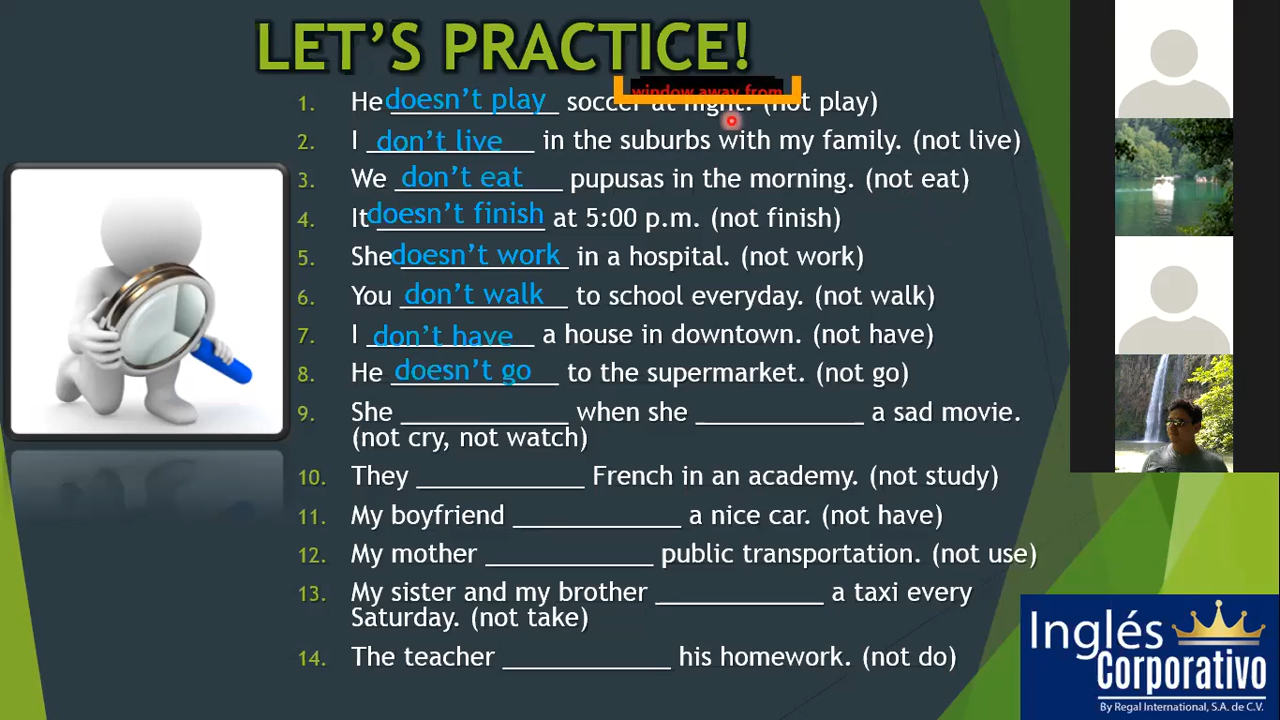 LET'S PRACTICE!
window away from
1. He doesn't play soccer at night. (not play)
2. I don't live in the suburbs with my family. (not live)
3. We don't eat pupusas in the morning. (not eat)
4. It doesn't finish at 5:00 p.m. (not finish)
5. She doesn't work in a hospital. (not work)
6. You don't walk to school everyday. (not walk)
7. I don't have a house in downtown. (not have)
8. He doesn't go to the supermarket. (not go)
9. She ____________ when she ____________ a sad movie.
(not cry, not watch)
10. They ____________ French in an academy. (not study)
11. My boyfriend ____________ a nice car. (not have)
12. My mother ____________ public transportation. (not use)
13. My sister and my brother ____________ a taxi every
Saturday. (not take)
14. The teacher ____________ his homework. (not do)
Inglés
Corporativo
By Regal International, S.A. de C.V.